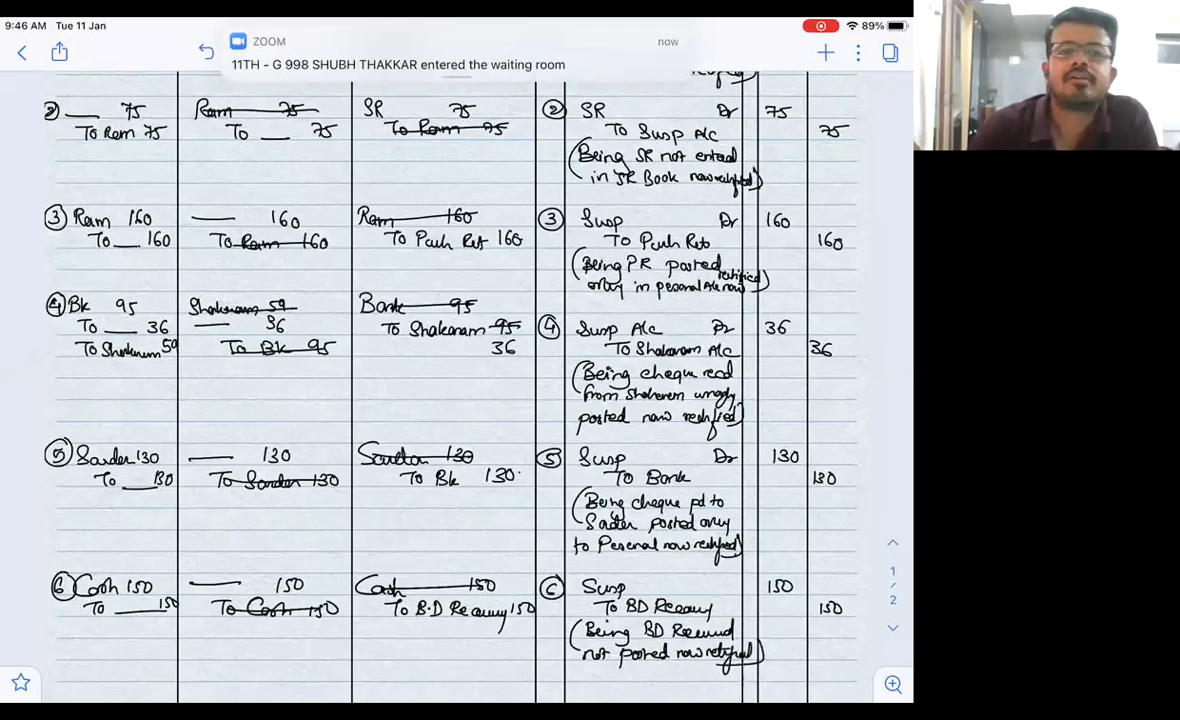 9:46 AM Tue 11 Jan
89%
ZOOM
now
11TH - G 998 SHUBH THAKKAR entered the waiting room
2) 75
To Ram 75
Ram 75
To 75
SR 75
To Ram 75
② SR Dr 75
To Susp A/c 75
(Being SR not entered
in SR Book now rectified)
③ Ram 160
To 160
160
To Ram 160
Ram 160
To Puch Ret 160
③ Susp Dr 160
To Puch Ret 160
(Being PR posted
only in pesonal A/c now rectified)
④ Bk 95
To 36
To Shakaram 59
Shakaram 59
36
To Bk 95
Bank 95
To Shakaram 95
36
④ Susp A/c Dr 36
To Shakaram A/c 36
(Being cheque recd
from Shakaram wrongly
posted now rectified)
⑤ Sardar 130
To 130
130
To Sardar 130
Sardar 130
To Bk 130
⑤ Susp Dr 130
To Bank 130
(Being cheque pd to
Sardar posted only
to Personal now rectified)
⑥ Cash 150
To 150
150
To Cash 150
Cash 150
To B.D Recovery 150
⑥ Susp 150
To BD Recovery 150
(Being BD
not posted now rectified)
1
/
2